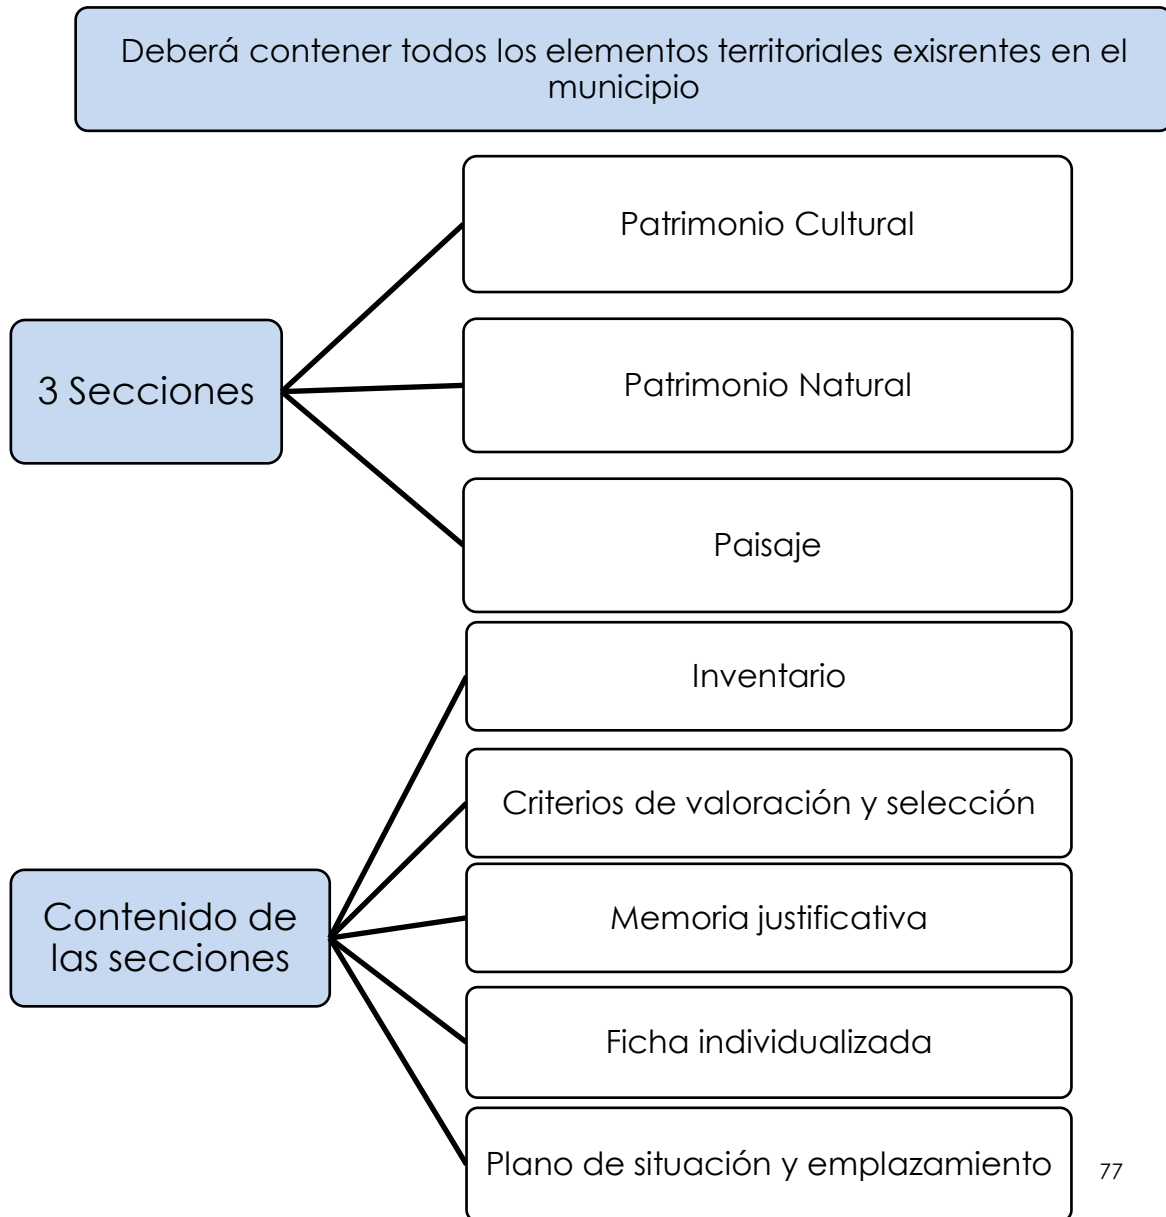 Deberá contener todos los elementos territoriales exisrentes en el
municipio
3 Secciones
Patrimonio Cultural
Patrimonio Natural
Paisaje
Contenido de
las secciones
Inventario
Criterios de valoración y selección
Memoria justificativa
Ficha individualizada
Plano de situación y emplazamiento
77